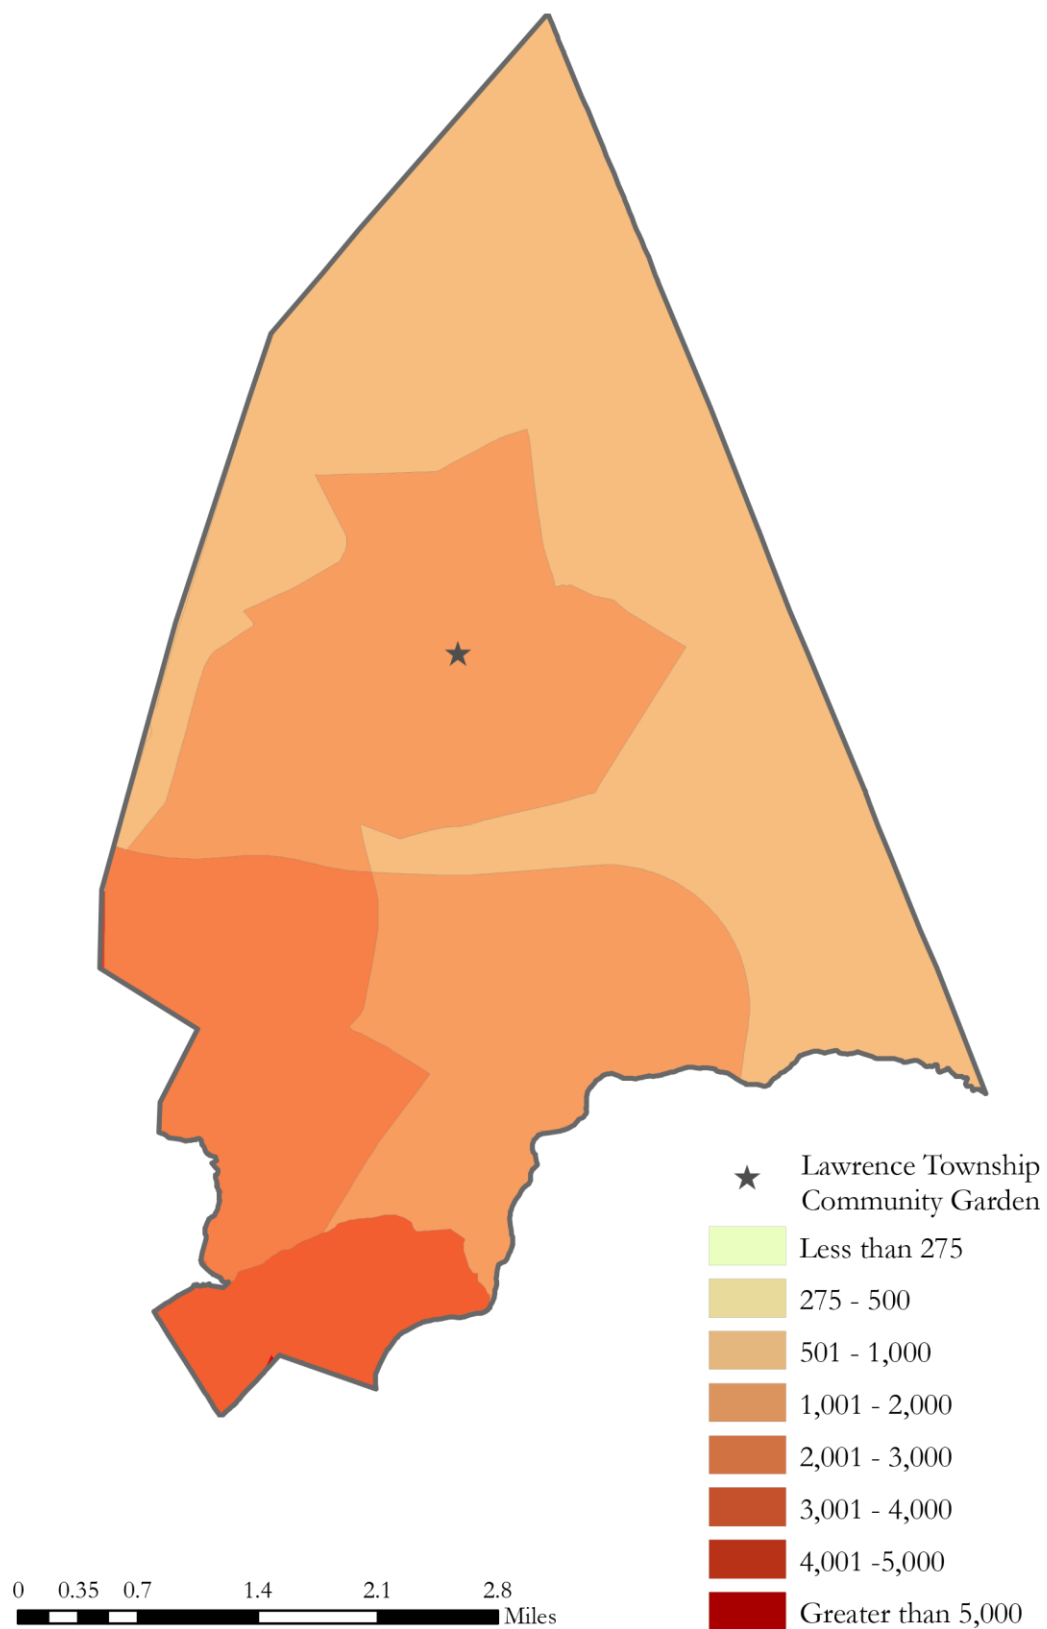 Lawrence Township
Community Garden
Less than 275
275 - 500
501 - 1,000
1,001 - 2,000
2,001 - 3,000
3,001 - 4,000
4,001 -5,000
Greater than 5,000
0 0.35 0.7 1.4 2.1 2.8
Miles